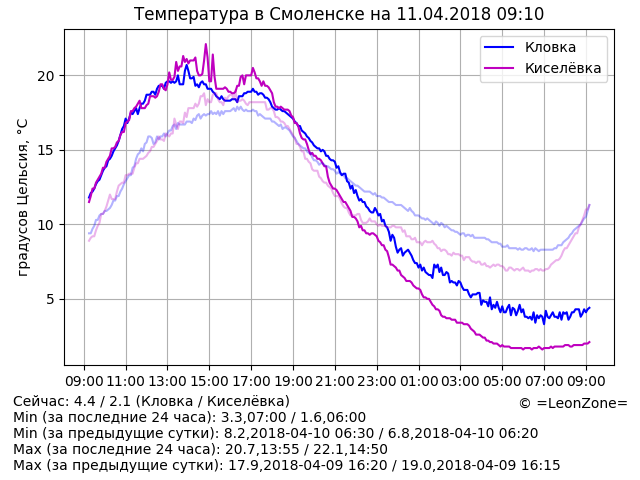 Температура в Смоленске на 11.04.2018 09:10
Кловка
Киселёвка
градусов Цельсия, °C
20
15
10
5
09:00 11:00 13:00 15:00 17:00 19:00 21:00 23:00 01:00 03:00 05:00 07:00 09:00
Сейчас: 4.4 / 2.1 (Кловка / Киселёвка)
© =LeonZone=
Min (за последние 24 часа): 3.3,07:00 / 1.6,06:00
Min (за предыдущие сутки): 8.2,2018-04-10 06:30 / 6.8,2018-04-10 06:20
Max (за последние 24 часа): 20.7,13:55 / 22.1,14:50
Max (за предыдущие сутки): 17.9,2018-04-09 16:20 / 19.0,2018-04-09 16:15